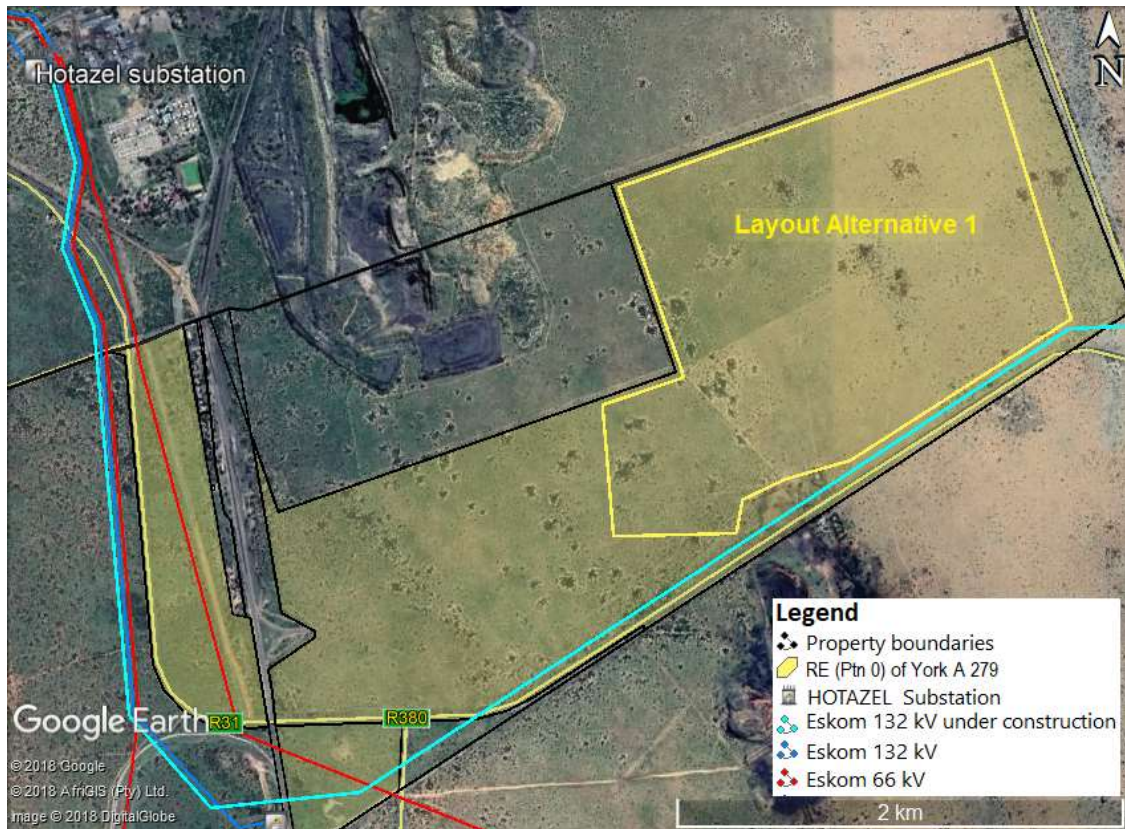 Hotazel substation
N
Layout Alternative 1
Legend
Property boundaries
RE (Ptn 0) of York A 279
HOTAZEL Substation
Eskom 132 kV under construction
Eskom 132 kV
Eskom 66 kV
Google Earth
R31
R380
© 2018 Google
© 2018 AfriGIS (Pty) Ltd.
Image © 2018 DigitalGlobe
2 km